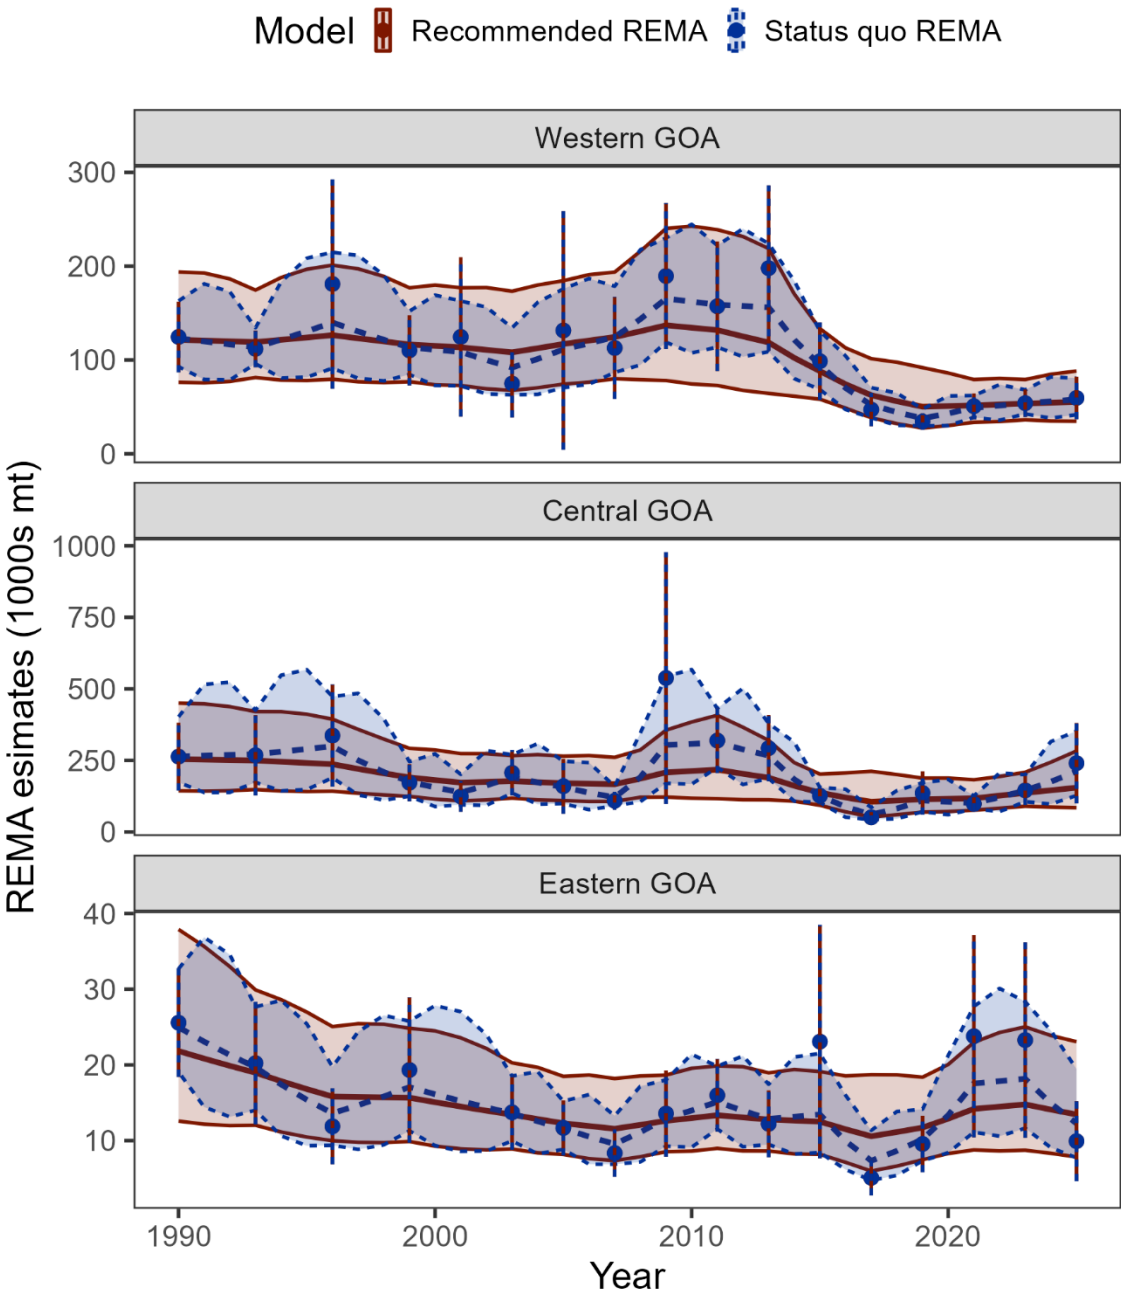 Model Recommended REMA Status quo REMA
Western GOA
300
200
100
0
Central GOA
1000
750
500
250
0
Eastern GOA
40
30
20
10
1990 2000 2010 2020
Year
REMA esimates (1000s mt)